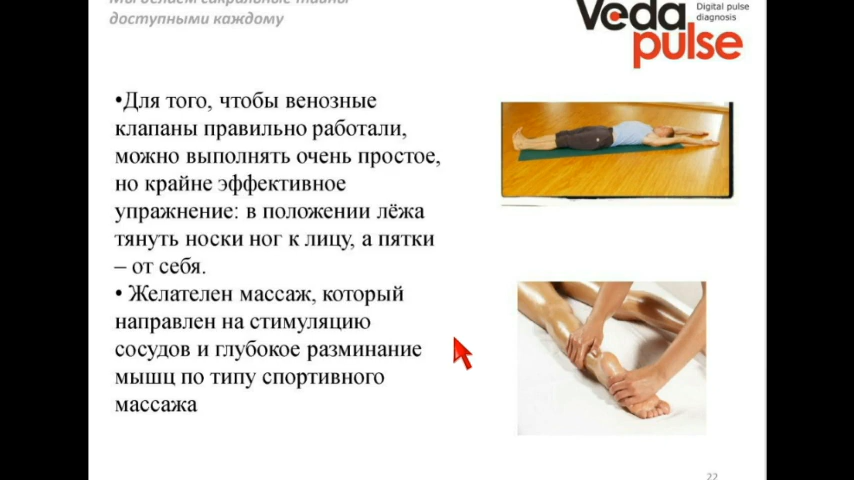 Мы делаем сакральные тайны
доступными каждому
Veda
pulse
Digital pulse
diagnosis
•Для того, чтобы венозные
клапаны правильно работали,
можно выполнять очень простое,
но крайне эффективное
упражнение: в положении лёжа
тянуть носки ног к лицу, а пятки
– от себя.
• Желателен массаж, который
направлен на стимуляцию
сосудов и глубокое разминание
мышц по типу спортивного
массажа
22